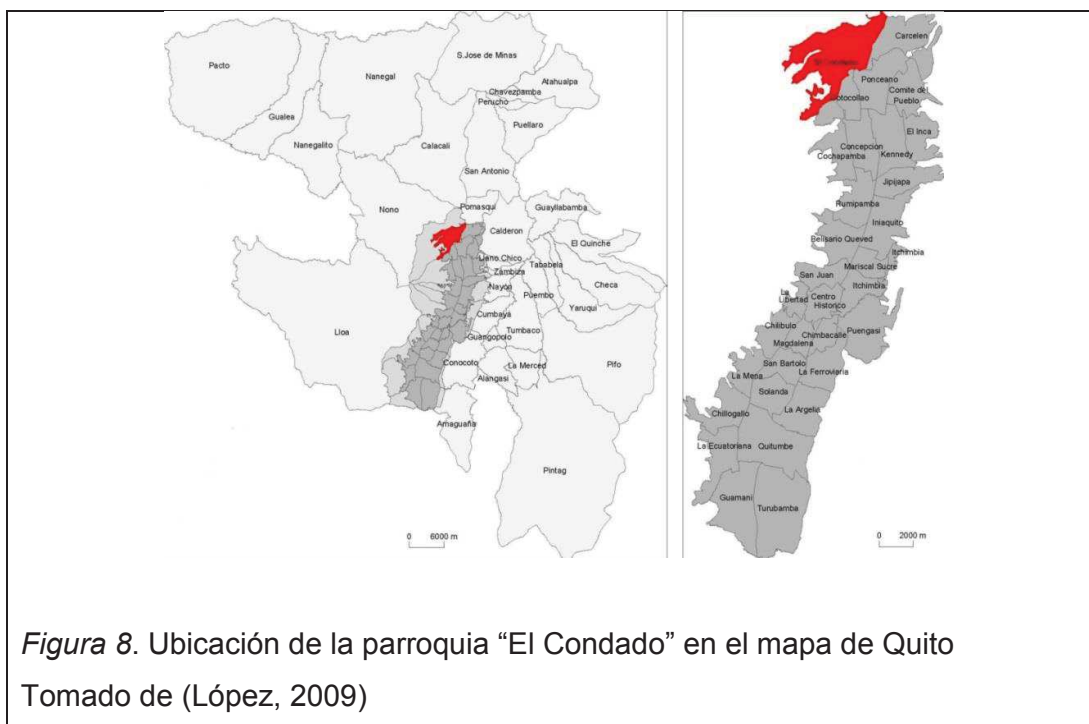 Pacto
Nanegal
S.Jose de Minas
Atahualpa
Chavezpamba
Perucho
Puellaro
Gualea
Nanegalito
Calacali
San Antonio
Nono
Pomasqui
Guayllabamba
Calderon
El Quinche
Llano Chico
Zambiza
Tababela
Checa
Nayon
Puembo
Yaruqui
Cumbaya
Lloa
Guangopolo
Tumbaco
Conocoto
La Merced
Pifo
Alangasi
Amaguaña
Pintag
0 6000 m
Carcelen
El Condado
Ponceano
Cotocollao
Comite del
Pueblo
El Inca
Concepcion
Cochapamba
Kennedy
Jipijapa
Rumipamba
Iniaquito
Belisario Queved
Itchimbia
Mariscal Sucre
San Juan
Itchimbia
La
Libertad
Centro
Historico
Chilibulo
Chimbacalle
Puengasi
Magdalena
San Bartolo
La Ferroviaria
La Mena
Solanda
La Argelia
Chillogallo
La Ecuatoriana
Quitumbe
Guamani
Turubamba
0 2000 m
Figura 8. Ubicación de la parroquia “El Condado” en el mapa de Quito
Tomado de (López, 2009)